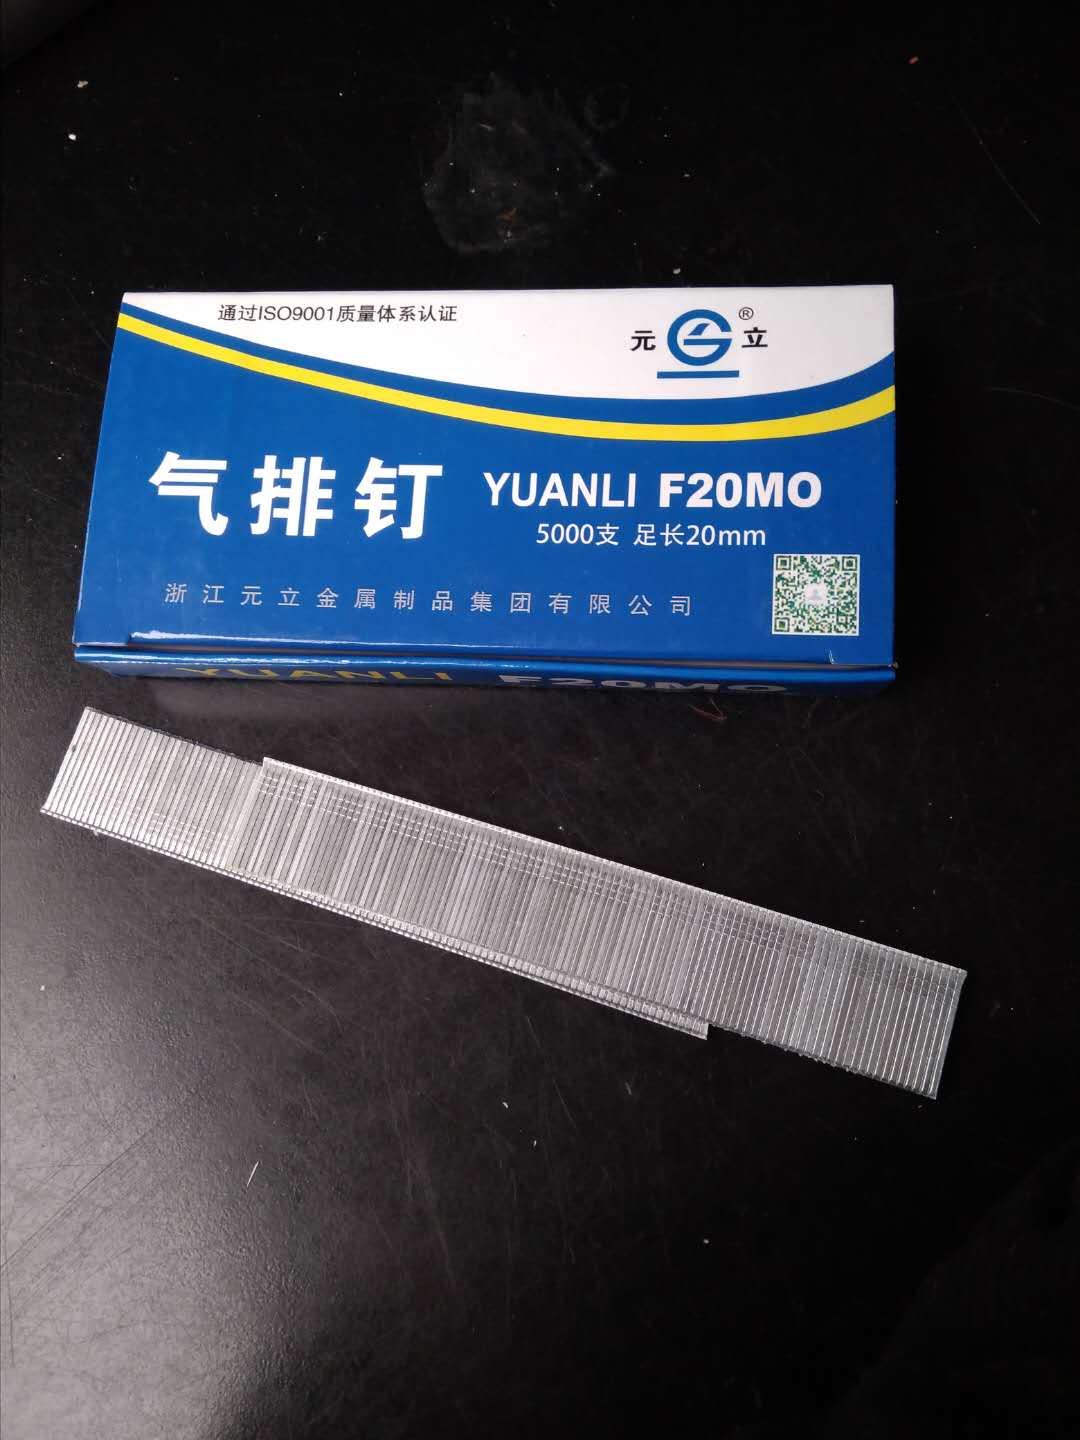 通过ISO9001质量体系认证
元 立®
气排钉 YUANLI F20MO
5000支 足长20mm
浙江元立金属制品集团有限公司
YUANLI F20MO